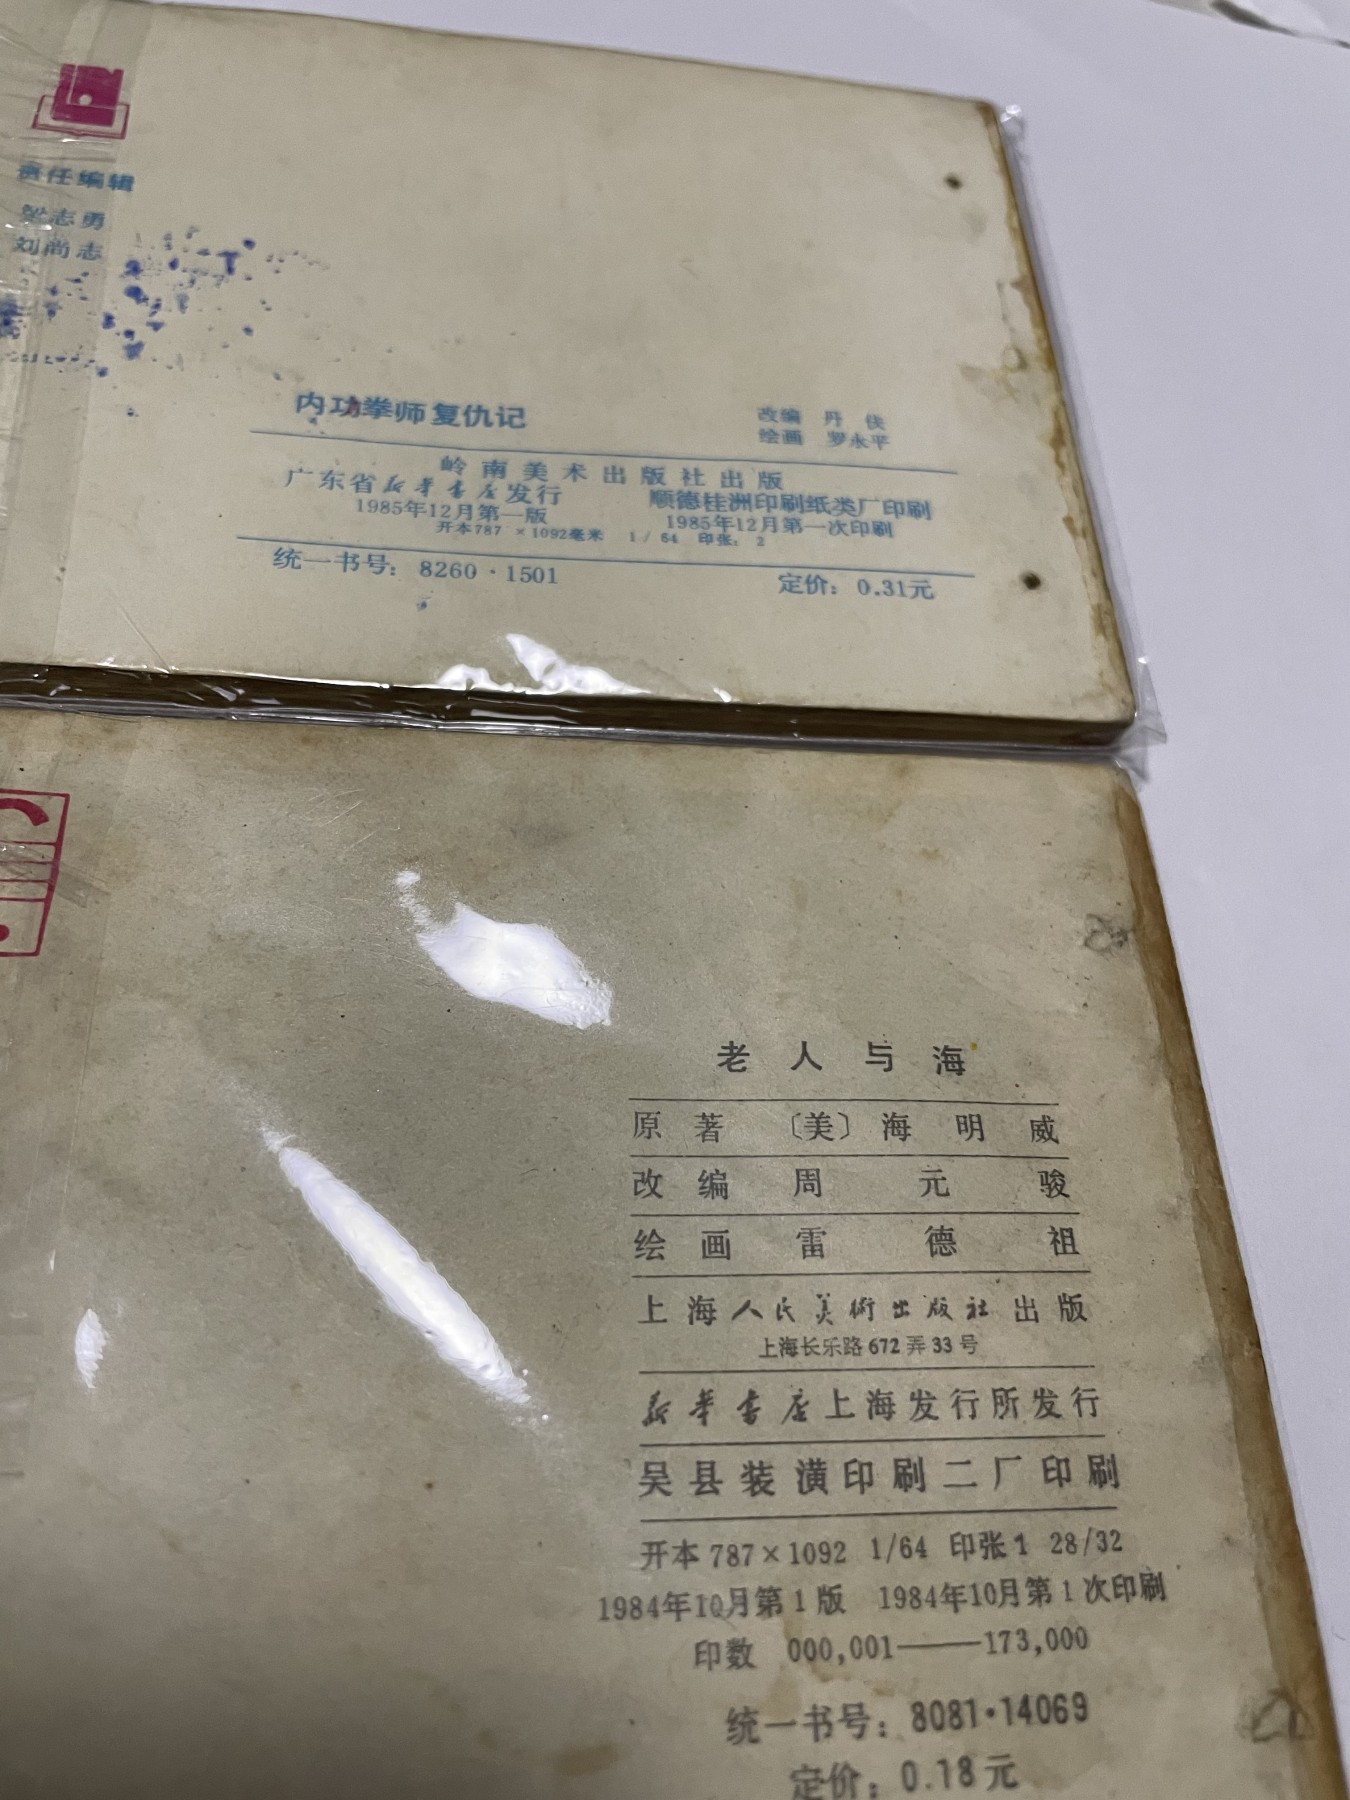 责任编辑
梁志勇
刘尚志
内功拳师复仇记
改编 丹 侠
绘画 罗永平
岭南美术出版社出版
广东省新华书店发行 顺德桂洲印刷纸类厂印刷
1985年12月第一版 1985年12月第一次印刷
开本787 ×1092毫米 1/64 印张：2
统一书号：8260·1501 定价：0.31元
老人与海
原著 〔美〕海明威
改编 周元骏
绘画 雷德祖
上海人民美術出版社出版
上海长乐路672弄33号
新华书店上海发行所发行
吴县装潢印刷二厂印刷
开本 787×1092 1/64 印张 1 28/32
1984年10月第1版 1984年10月第1次印刷
印数 000,001——173,000
统一书号：8081·14069
定价：0.18元